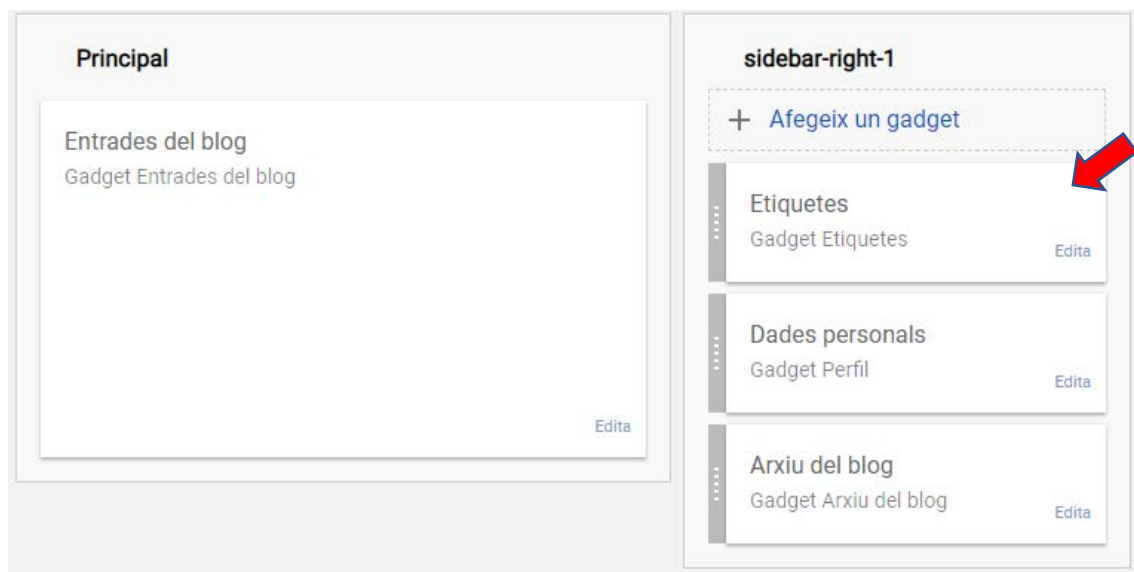 Principal
Entrades del blog
Gadget Entrades del blog
Edita
sidebar-right-1
+ Afegeix un gadget
Etiquetes
Gadget Etiquetes
Edita
Dades personals
Gadget Perfil
Edita
Arxiu del blog
Gadget Arxiu del blog
Edita